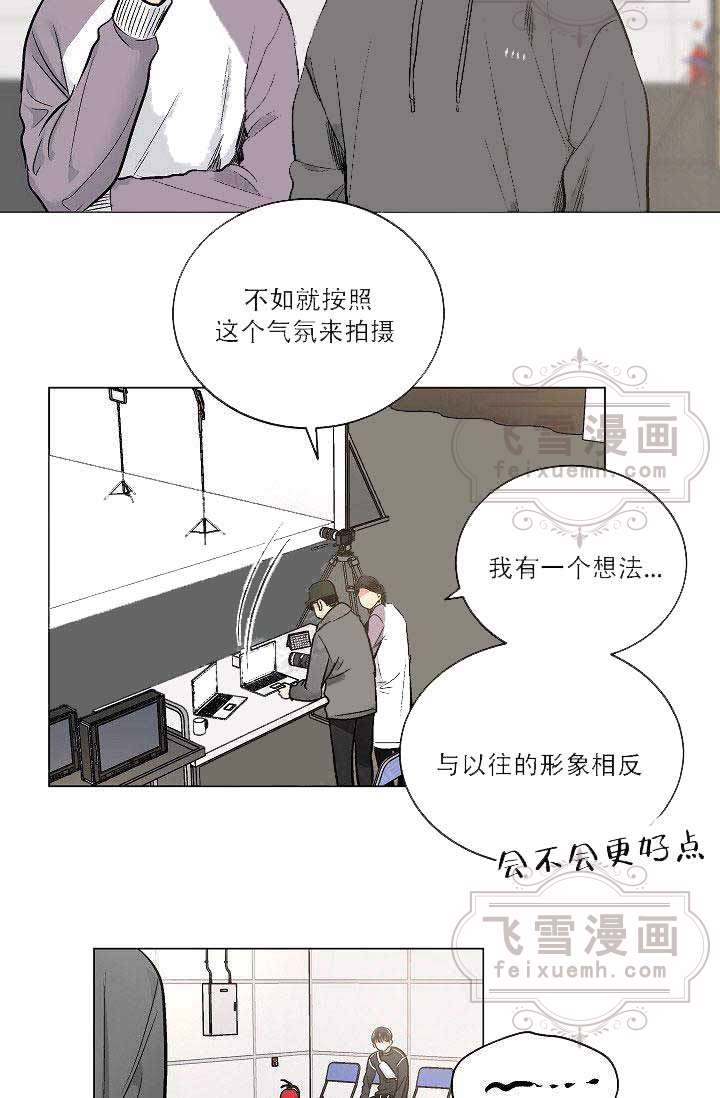 不如就按照
这个气氛来拍摄
飞雪漫画
feixuemh.com
我有一个想法...
与以往的形象相反
会不会更好点
飞雪漫画
feixuemh.com